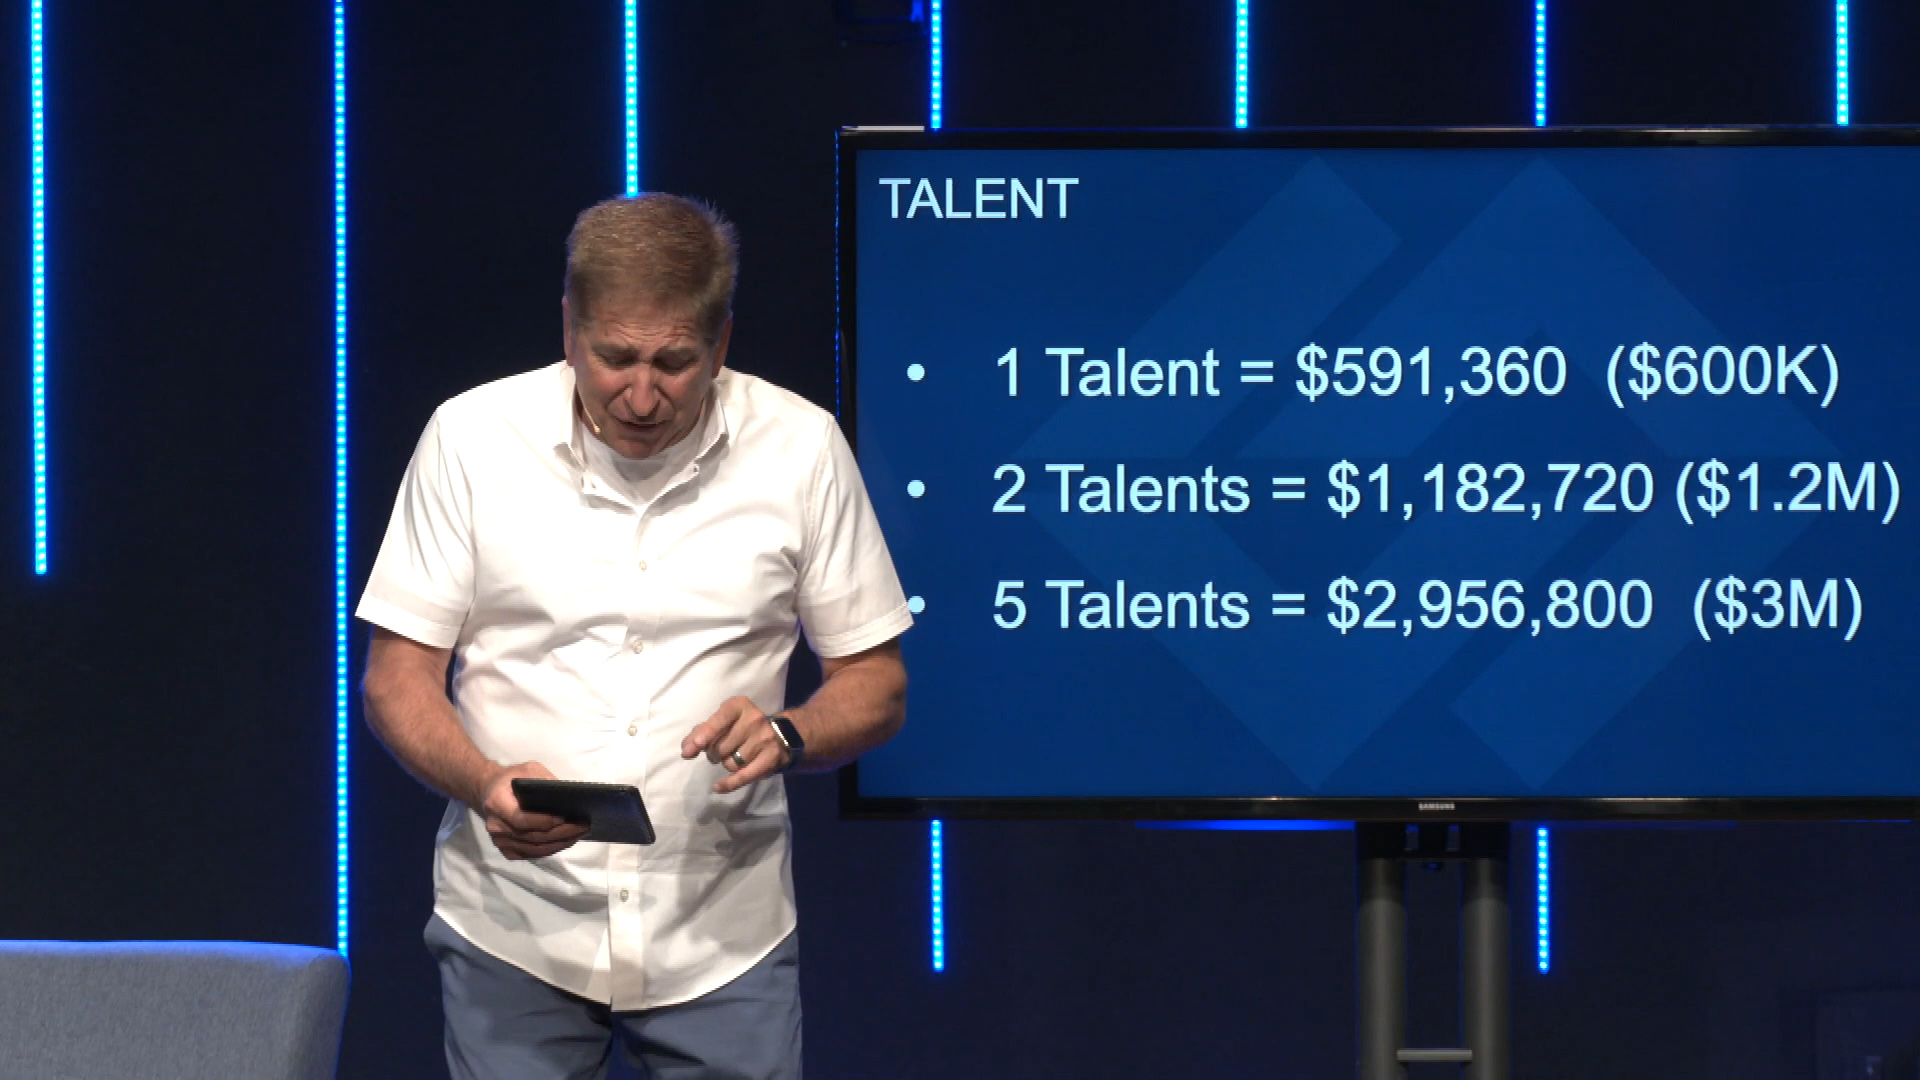 TALENT
• 1 Talent = $591,360 ($600K)
• 2 Talents = $1,182,720 ($1.2M)
• 5 Talents = $2,956,800 ($3M)
SAMSUNG